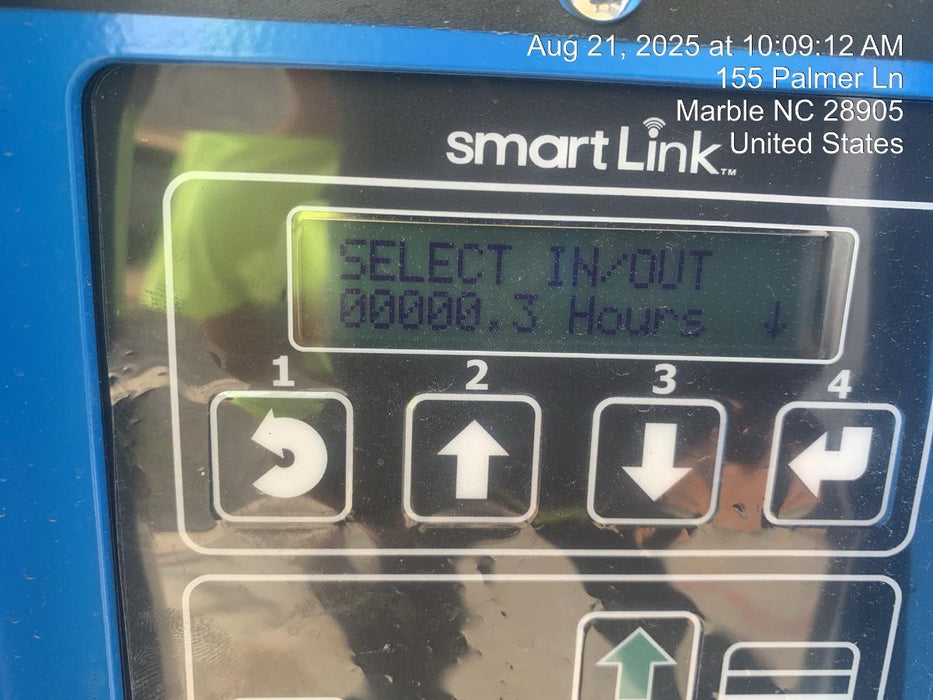 Aug 21, 2025 at 10:09:12 AM
155 Palmer Ln
Marble NC 28905
United States
smart Link™
SELECT IN/OUT
00000.3 Hours ↓
1 2 3 4